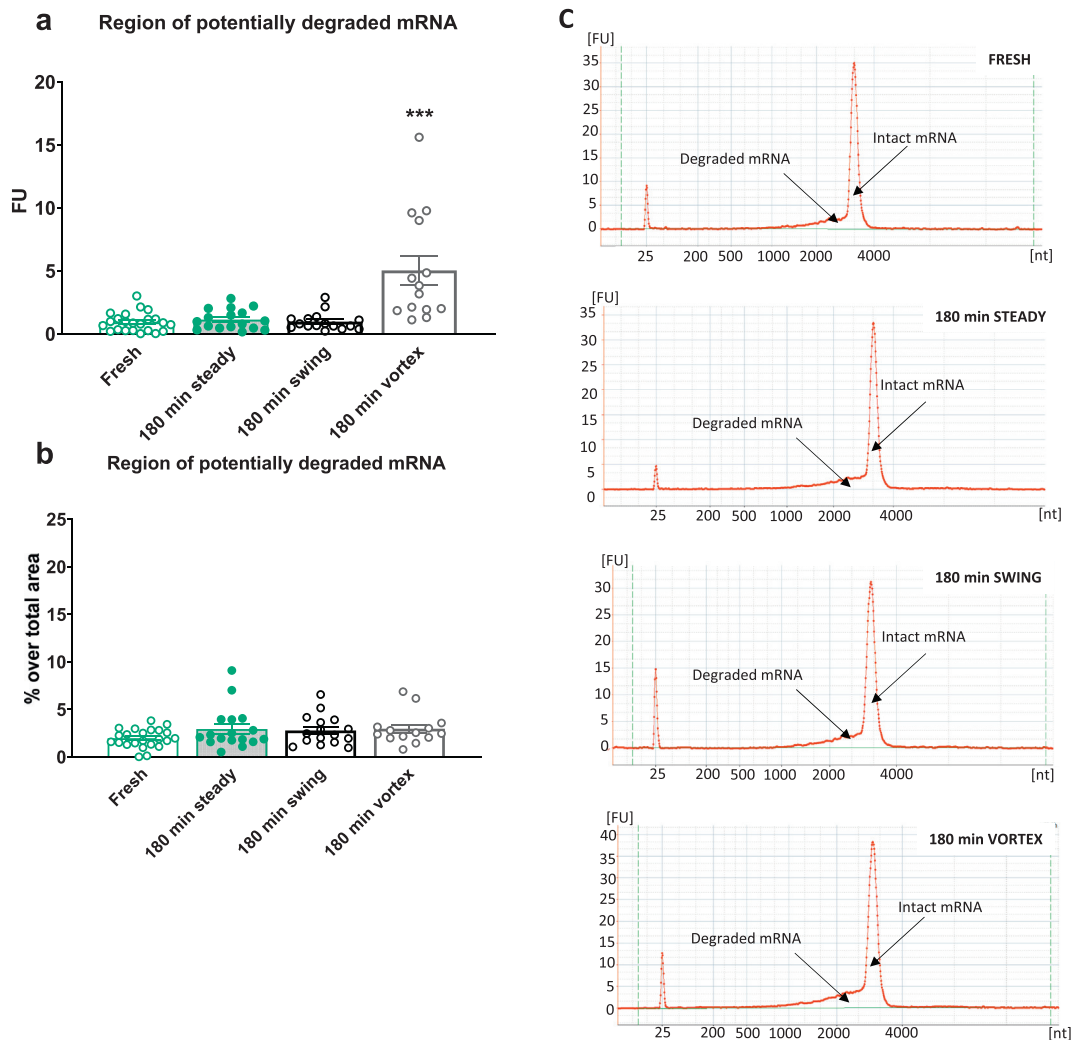 a
Region of potentially degraded mRNA
FU
20
15
10
5
0
***
Fresh
180 min steady
180 min swing
180 min vortex
b
Region of potentially degraded mRNA
% over total area
25
20
15
10
5
0
Fresh
180 min steady
180 min swing
180 min vortex
C
[FU]
FRESH
35
30
25
20
15
10
5
0
Degraded mRNA
Intact mRNA
25 200 500 1000 2000 4000 [nt]
[FU]
180 min STEADY
35
30
25
20
15
10
5
0
Degraded mRNA
Intact mRNA
25 200 500 1000 2000 4000 [nt]
[FU]
180 min SWING
30
25
20
15
10
5
0
Degraded mRNA
Intact mRNA
25 200 500 1000 2000 4000 [nt]
[FU]
180 min VORTEX
40
35
30
25
20
15
10
5
0
Degraded mRNA
Intact mRNA
25 200 500 1000 2000 4000 [nt]